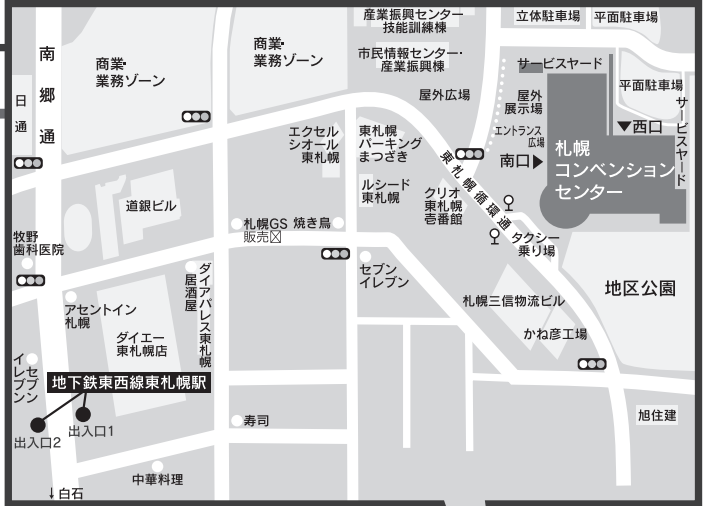 産業振興センター
技能訓練棟
立体駐車場
平面駐車場
商業・
業務ゾーン
商業・
業務ゾーン
市民情報センター・
産業振興棟
サービスヤード
平面駐車場
サービスヤード
南郷通
日通
屋外広場
屋外
展示場
エントランス
広場
▼西口
南口▶
札幌
コンベンション
センター
エクセル
シオール
東札幌
東札幌
パーキング
まつざき
東札幌循環通
ルシード
東札幌
クリオ
東札幌
壱番館
道銀ビル
札幌GS
販売☒
焼き鳥
タクシー
乗り場
牧野
歯科医院
セブン
イレブン
地区公園
アセントイン
札幌
居酒屋
ダイアパレス東札幌
札幌三信物流ビル
ダイエー
東札幌店
かね彦工場
セブン
イレブン
地下鉄東西線東札幌駅
出入口2
出入口1
寿司
旭住建
中華料理
↓白石